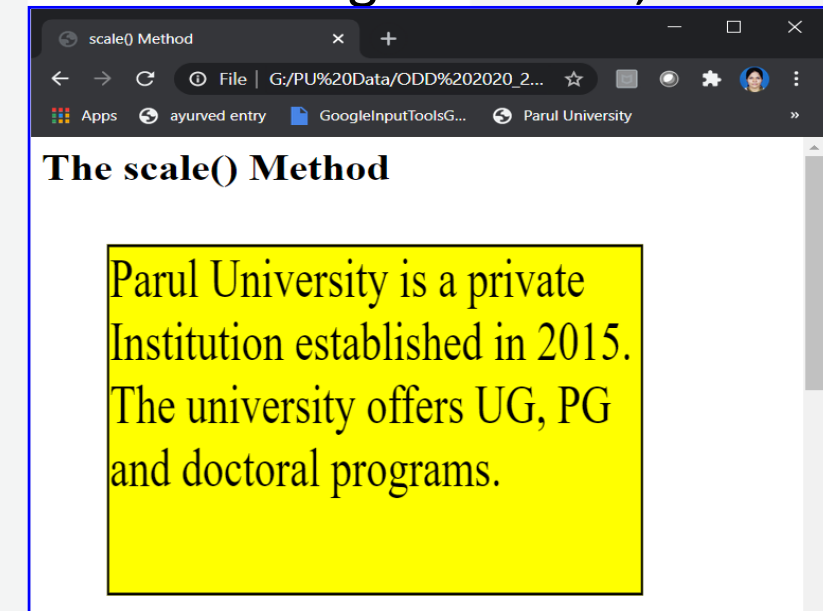 scale() Method
File | G:/PU%20Data/ODD%202020_2...
Apps ayurved entry GoogleInputToolsG... Parul University »
The scale() Method
Parul University is a private
Institution established in 2015.
The university offers UG, PG
and doctoral programs.